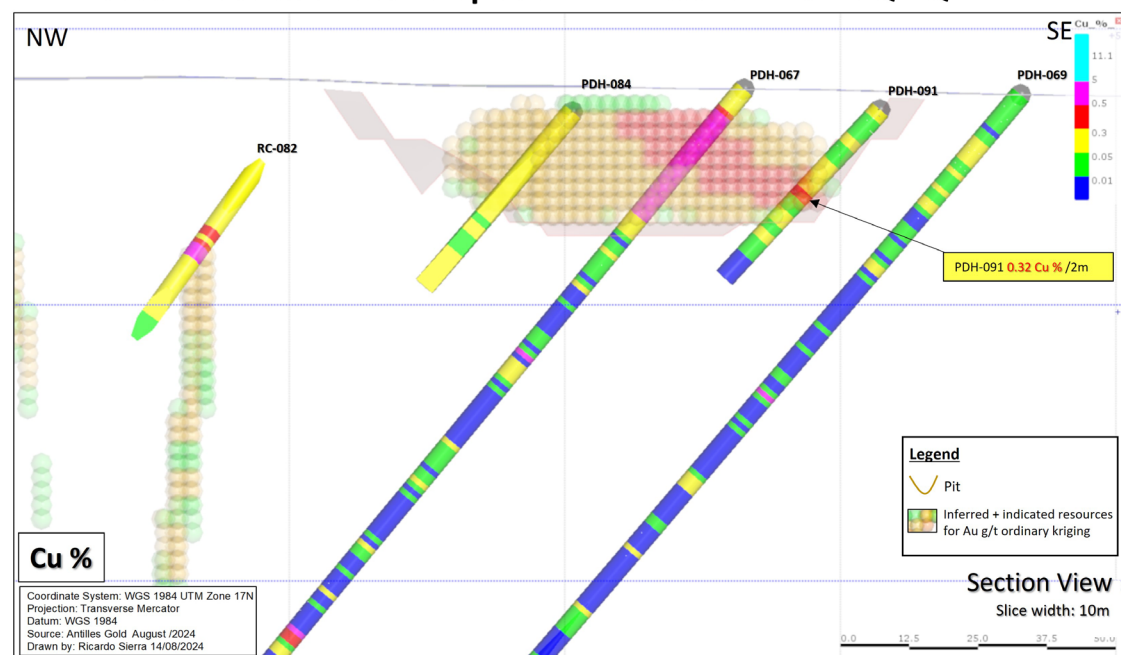 NW
SE
Cu_%_
11.1
5
0.5
0.3
0.05
0.01
PDH-084
PDH-067
PDH-091
PDH-069
RC-082
PDH-091 0.32 Cu % /2m
Legend
Pit
Inferred + indicated resources
for Au g/t ordinary kriging
Cu %
Coordinate System: WGS 1984 UTM Zone 17N
Projection: Transverse Mercator
Datum: WGS 1984
Source: Antilles Gold August /2024
Drawn by: Ricardo Sierra 14/08/2024
Section View
Slice width: 10m
0.0 12.5 25.0 37.5 50.0